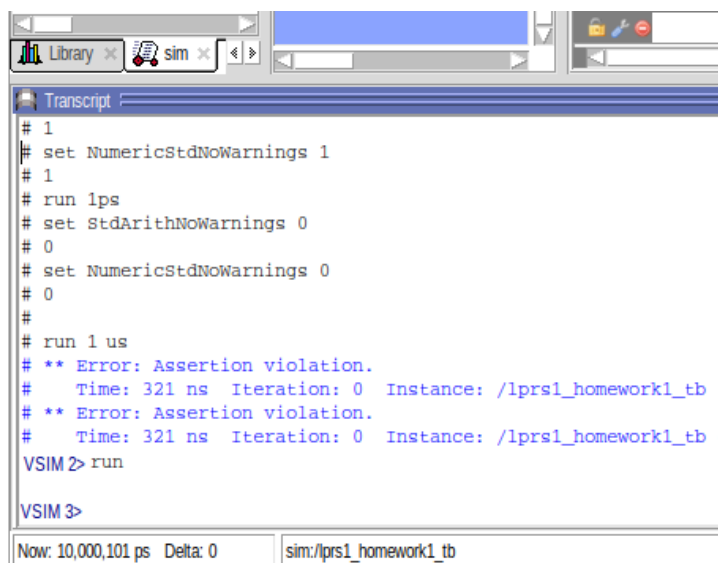 Library
sim
Transcript
# 1
# set NumericStdNoWarnings 1
# 1
# run 1ps
# set StdArithNoWarnings 0
# 0
# set NumericStdNoWarnings 0
# 0
#
# run 1 us
# ** Error: Assertion violation.
#    Time: 321 ns  Iteration: 0  Instance: /lprs1_homework1_tb
# ** Error: Assertion violation.
#    Time: 321 ns  Iteration: 0  Instance: /lprs1_homework1_tb
VSIM 2> run
VSIM 3>
Now: 10,000,101 ps  Delta: 0
sim:/lprs1_homework1_tb